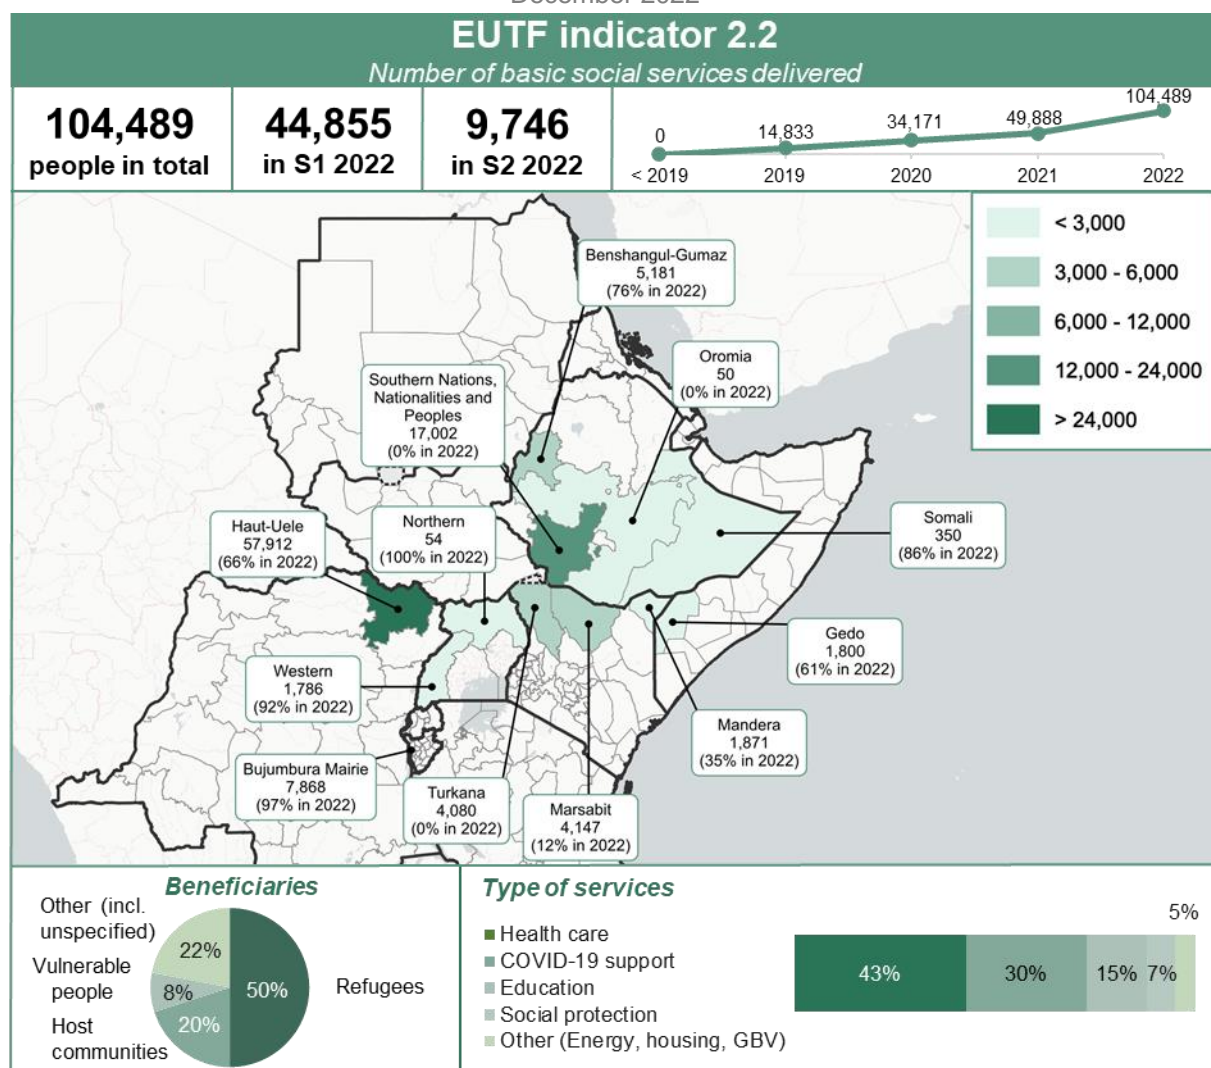 December 2022
EUTF indicator 2.2
Number of basic social services delivered
104,489
people in total
44,855
in S1 2022
9,746
in S2 2022
0
14,833
34,171
49,888
104,489
< 2019
2019
2020
2021
2022
< 3,000
3,000 - 6,000
6,000 - 12,000
12,000 - 24,000
> 24,000
Benshangul-Gumaz
5,181
(76% in 2022)
Oromia
50
(0% in 2022)
Southern Nations,
Nationalities and
Peoples
17,002
(0% in 2022)
Haut-Uele
57,912
(66% in 2022)
Northern
54
(100% in 2022)
Somali
350
(86% in 2022)
Gedo
1,800
(61% in 2022)
Western
1,786
(92% in 2022)
Mandera
1,871
(35% in 2022)
Bujumbura Mairie
7,868
(97% in 2022)
Turkana
4,080
(0% in 2022)
Marsabit
4,147
(12% in 2022)
Beneficiaries
Other (incl.
unspecified)
22%
Vulnerable
people
8%
50%
Refugees
Host
communities
20%
Type of services
Health care
COVID-19 support
Education
Social protection
Other (Energy, housing, GBV)
5%
43%
30%
15%
7%